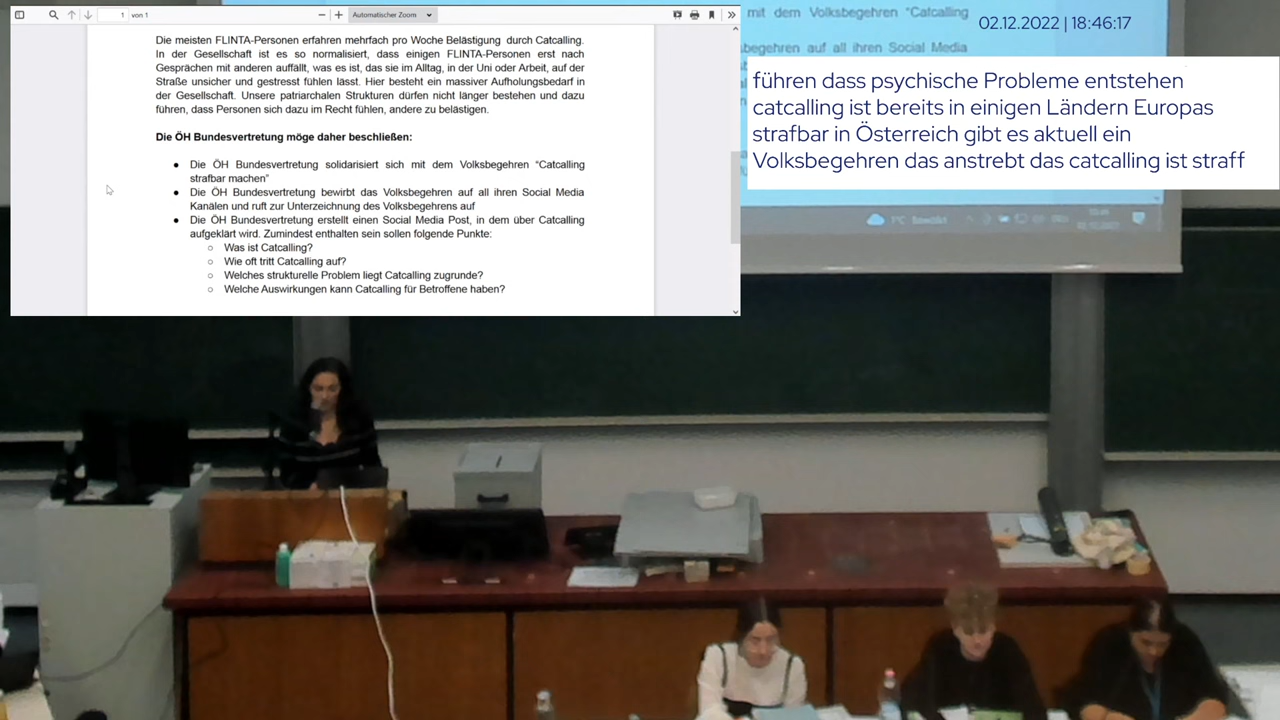 1 von 1
Automatischer Zoom
Die meisten FLINTA-Personen erfahren mehrfach pro Woche Belästigung durch Catcalling.
In der Gesellschaft ist es so normalisiert, dass einigen FLINTA-Personen erst nach
Gesprächen mit anderen auffällt, was es ist, das sie im Alltag, in der Uni oder Arbeit, auf der
Straße unsicher und gestresst fühlen lässt. Hier besteht ein massiver Aufholungsbedarf in
der Gesellschaft. Unsere patriarchalen Strukturen dürfen nicht länger bestehen und dazu
führen, dass Personen sich dazu im Recht fühlen, andere zu belästigen.
Die ÖH Bundesvertretung möge daher beschließen:
● Die ÖH Bundesvertretung solidarisiert sich mit dem Volksbegehren “Catcalling
strafbar machen”
● Die ÖH Bundesvertretung bewirbt das Volksbegehren auf all ihren Social Media
Kanälen und ruft zur Unterzeichnung des Volksbegehrens auf
● Die ÖH Bundesvertretung erstellt einen Social Media Post, in dem über Catcalling
aufgeklärt wird. Zumindest enthalten sein sollen folgende Punkte:
○ Was ist Catcalling?
○ Wie oft tritt Catcalling auf?
○ Welches strukturelle Problem liegt Catcalling zugrunde?
○ Welche Auswirkungen kann Catcalling für Betroffene haben?
mit dem Volksbegehren “Catcalling
02.12.2022 | 18:46:17
begehren auf all ihren Social Media
führen dass psychische Probleme entstehen
catcalling ist bereits in einigen Ländern Europas
strafbar in Österreich gibt es aktuell ein
Volksbegehren das anstrebt das catcalling ist straff
1°C Bewölkt